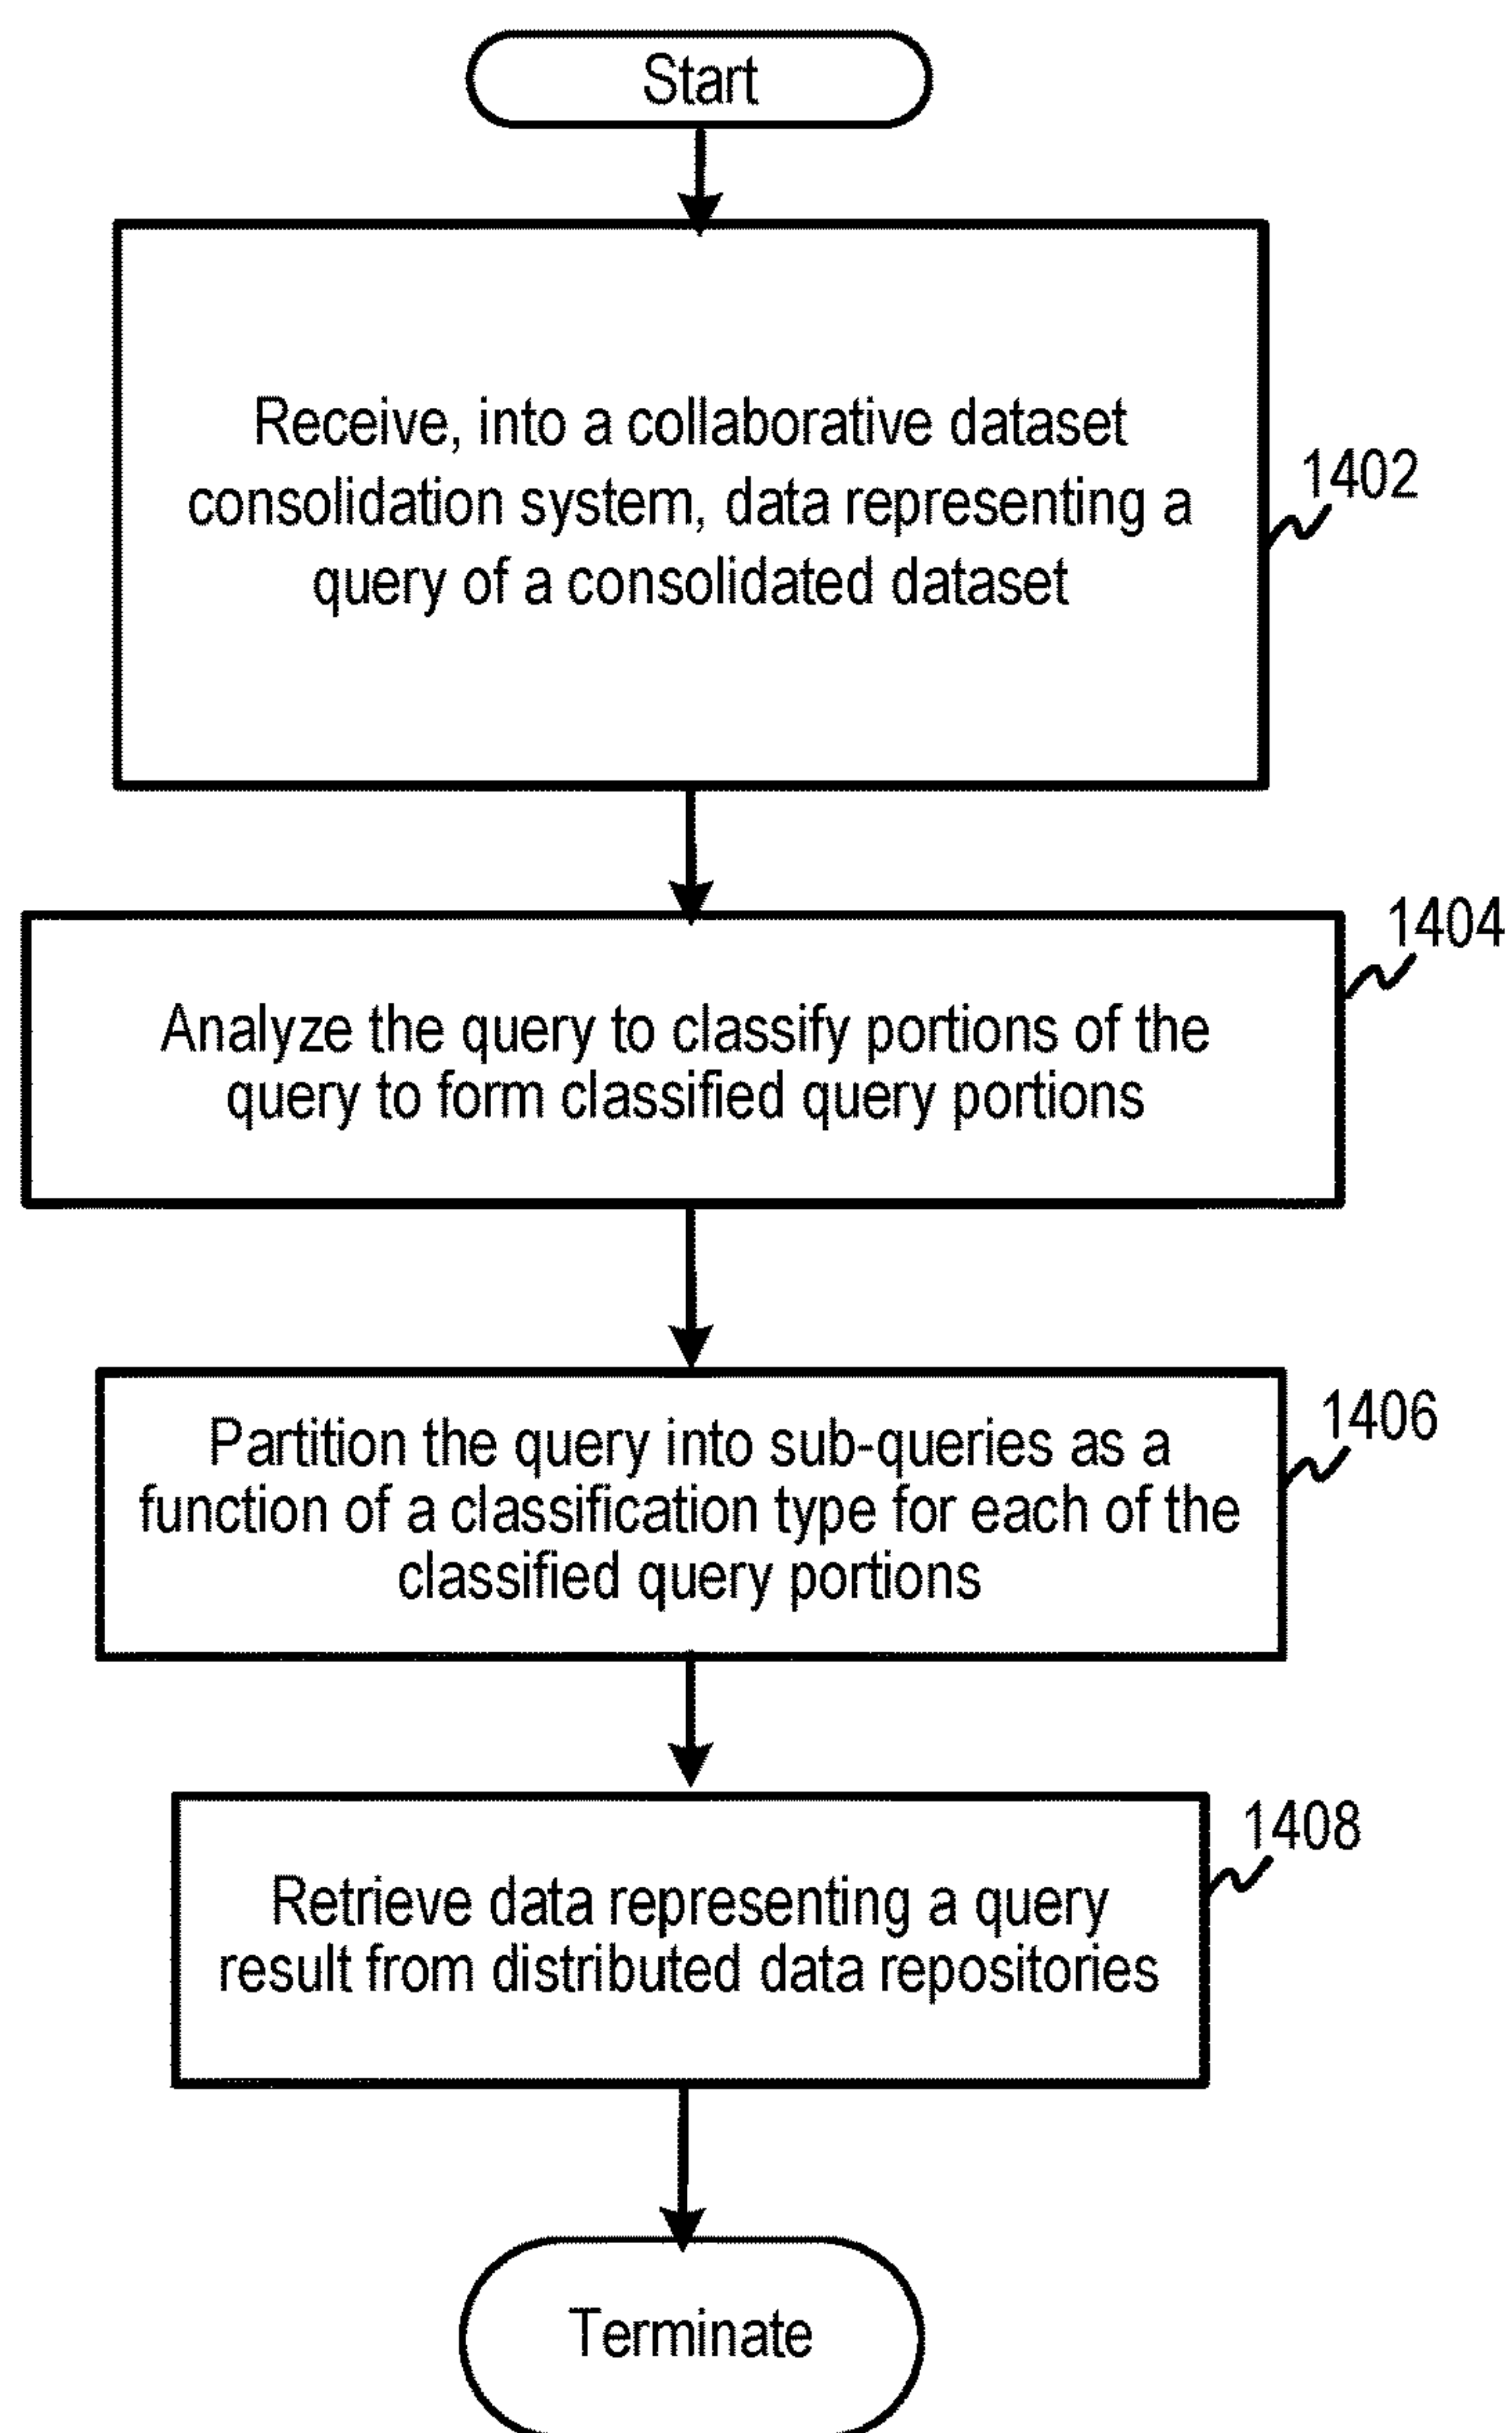 Start
Receive, into a collaborative dataset
consolidation system, data representing a
query of a consolidated dataset
1402
Analyze the query to classify portions of the
query to form classified query portions
1404
Partition the query into sub-queries as a
function of a classification type for each of the
classified query portions
1406
Retrieve data representing a query
result from distributed data repositories
1408
Terminate